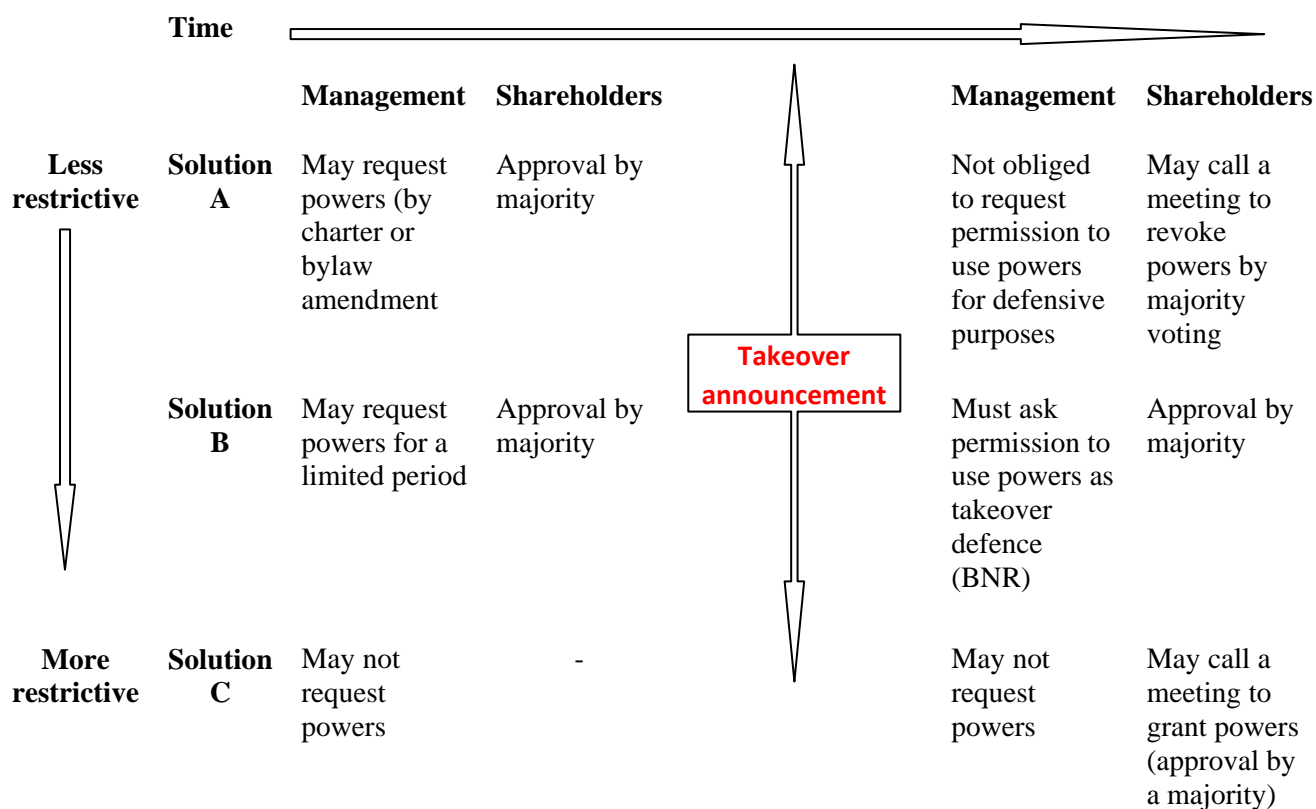 Time
Management Shareholders Management Shareholders
Less restrictive
Solution A
May request
powers (by
charter or
bylaw
amendment
Approval by
majority
Not obliged
to request
permission to
use powers
for defensive
purposes
May call a
meeting to
revoke
powers by
majority
voting
Takeover
announcement
Solution
B
May request
powers for a
limited period
Approval by
majority
Must ask
permission to
use powers as
takeover
defence
(BNR)
Approval by
majority
More
restrictive
Solution
C
May not
request
powers
-
May not
request
powers
May call a
meeting to
grant powers
(approval by
a majority)